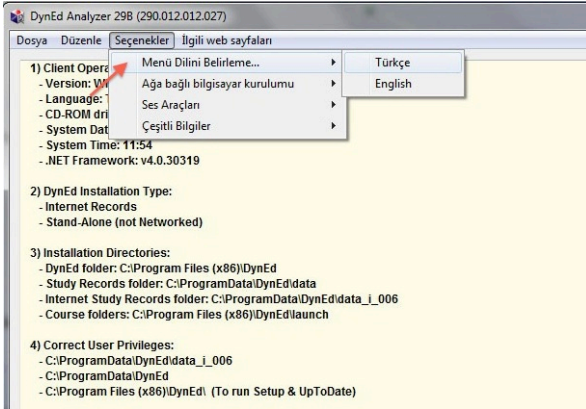 DynEd Analyzer 29B (290.012.012.027)
Dosya Düzenle Seçenekler İlgili web sayfaları
Menü Dilini Belirleme...
Ağa bağlı bilgisayar kurulumu
Ses Araçları
Çeşitli Bilgiler
Türkçe
English
1) Client Opera
- Version:
- Language:
- CD-ROM dri
- System Dat
- System Time: 11:54
- .NET Framework: v4.0.30319
2) DynEd Installation Type:
- Internet Records
- Stand-Alone (not Networked)
3) Installation Directories:
- DynEd folder: C:\Program Files (x86)\DynEd
- Study Records folder: C:\ProgramData\DynEd\data
- Internet Study Records folder: C:\ProgramData\DynEd\data_i_006
- Course folders: C:\Program Files (x86)\DynEd\launch
4) Correct User Privileges:
- C:\ProgramData\DynEd\data_i_006
- C:\ProgramData\DynEd
- C:\Program Files (x86)\DynEd\ (To run Setup & UpToDate)